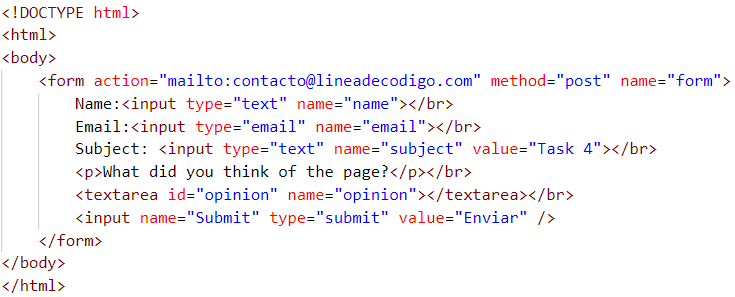 <!DOCTYPE html>
<html>
<body>
    <form action="mailto:contacto@lineadecodigo.com" method="post" name="form">
        Name:<input type="text" name="name"></br>
        Email:<input type="email" name="email"></br>
        Subject: <input type="text" name="subject" value="Task 4"></br>
        <p>What did you think of the page?</p></br>
        <textarea id="opinion" name="opinion"></textarea></br>
        <input name="Submit" type="submit" value="Enviar" />
    </form>
</body>
</html>